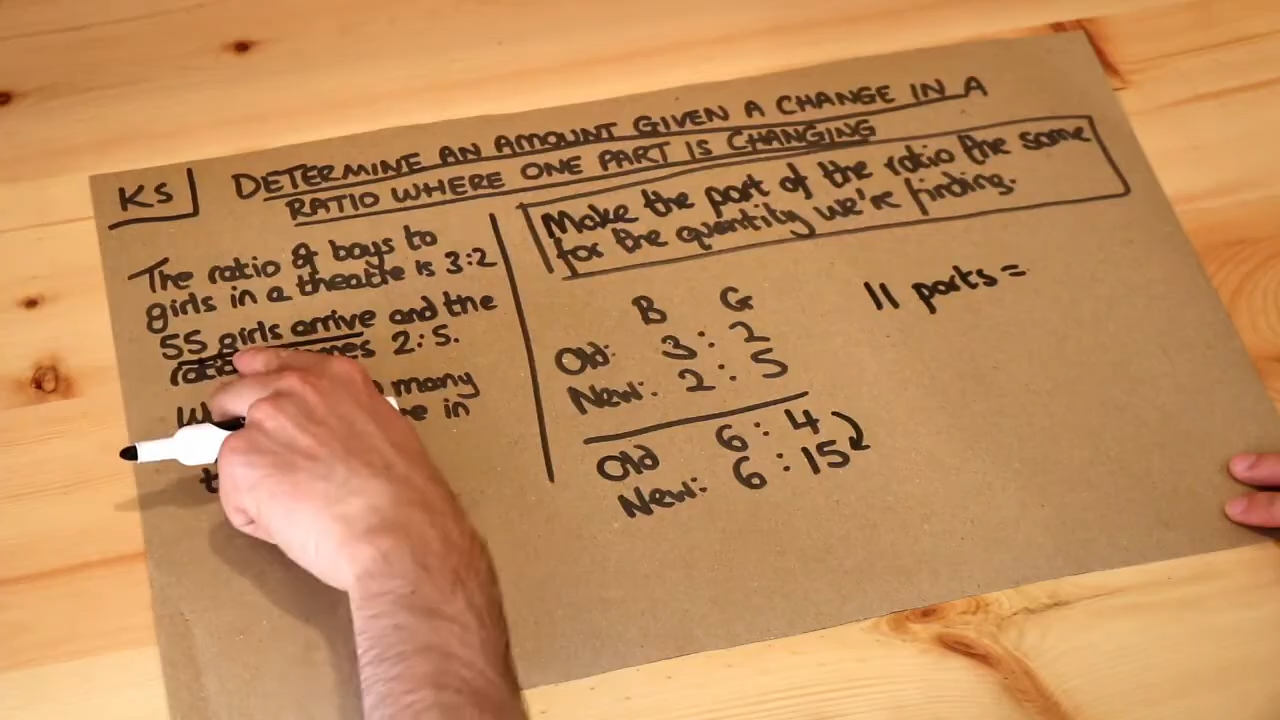 KS
DETERMINE AN AMOUNT GIVEN A CHANGE IN A
RATIO WHERE ONE PART IS CHANGING
The ratio of boys to
girls in a theatre is 3:2
55 girls arrive and the
2:5.
many
in
Make the part of the ratio the same
for the quantity we're finding.
B G
Old: 3 : 2
New: 2 : 5
Old 6 : 4
New: 6 : 15
11 parts =